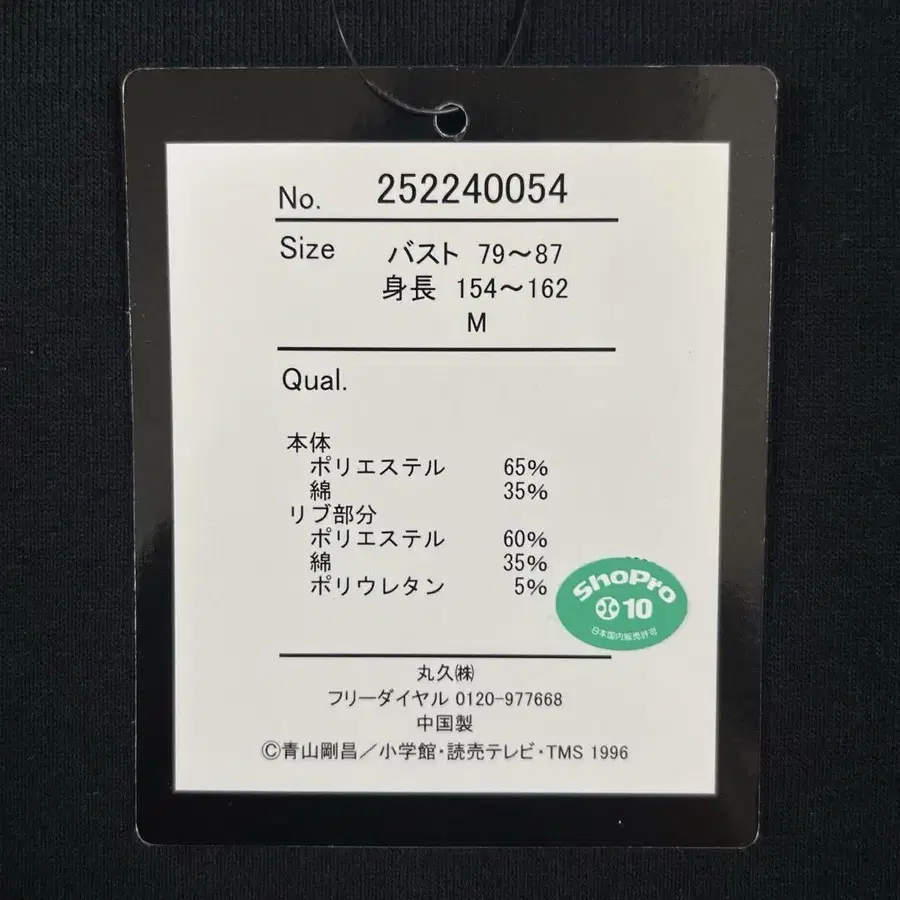 No. 252240054
Size バスト 79～87
身長 154～162
M
Qual.
本体
ポリエステル 65%
綿 35%
リブ部分
ポリエステル 60%
綿 35%
ポリウレタン 5%
ShoPro
10
日本国内販売許可
丸久㈱
フリーダイヤル 0120-977668
中国製
©青山剛昌／小学館・読売テレビ・TMS 1996